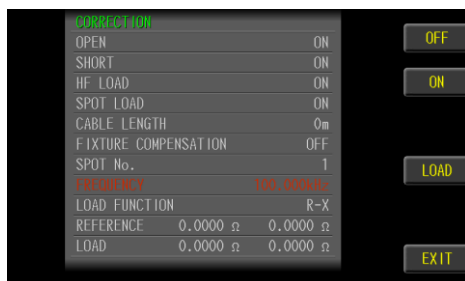 CORRECTION
OPEN ON
SHORT ON
HF LOAD ON
SPOT LOAD ON
CABLE LENGTH 0m
FIXTURE COMPENSATION OFF
SPOT No. 1
FREQUENCY 100.000kHz
LOAD FUNCTION R-X
REFERENCE 0.0000 Ω 0.0000 Ω
LOAD 0.0000 Ω 0.0000 Ω
OFF
ON
LOAD
EXIT